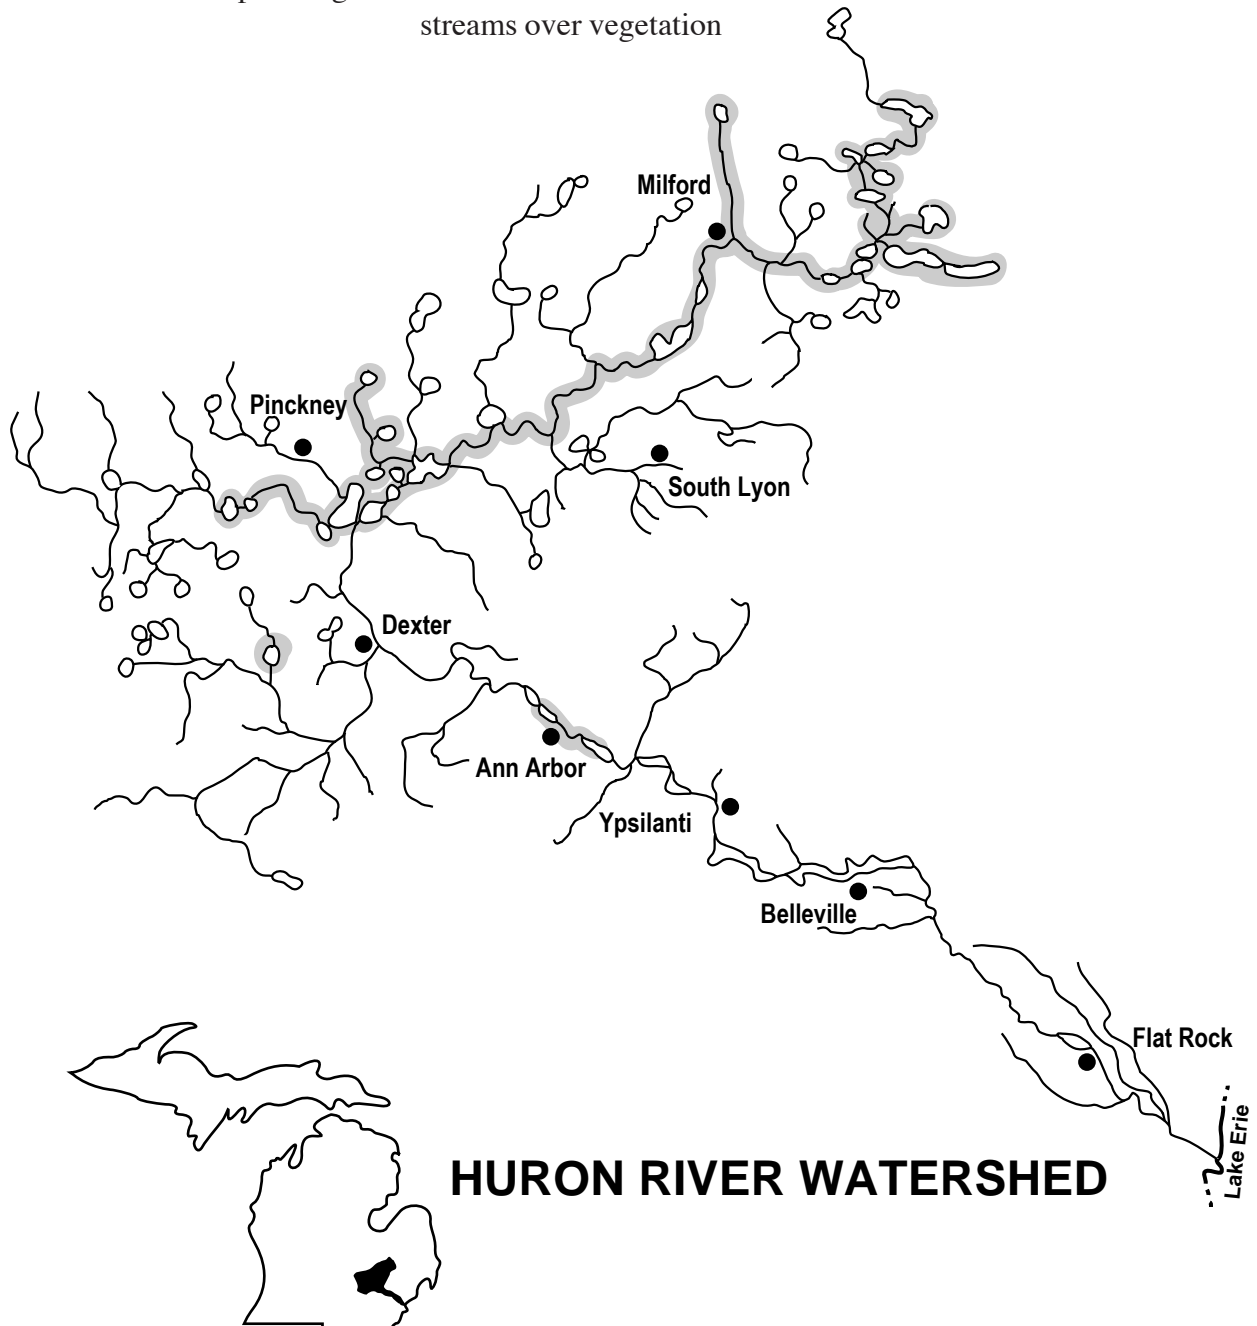 streams over vegetation
Milford
Pinckney
South Lyon
Dexter
Ann Arbor
Ypsilanti
Belleville
Flat Rock
Lake Erie
HURON RIVER WATERSHED